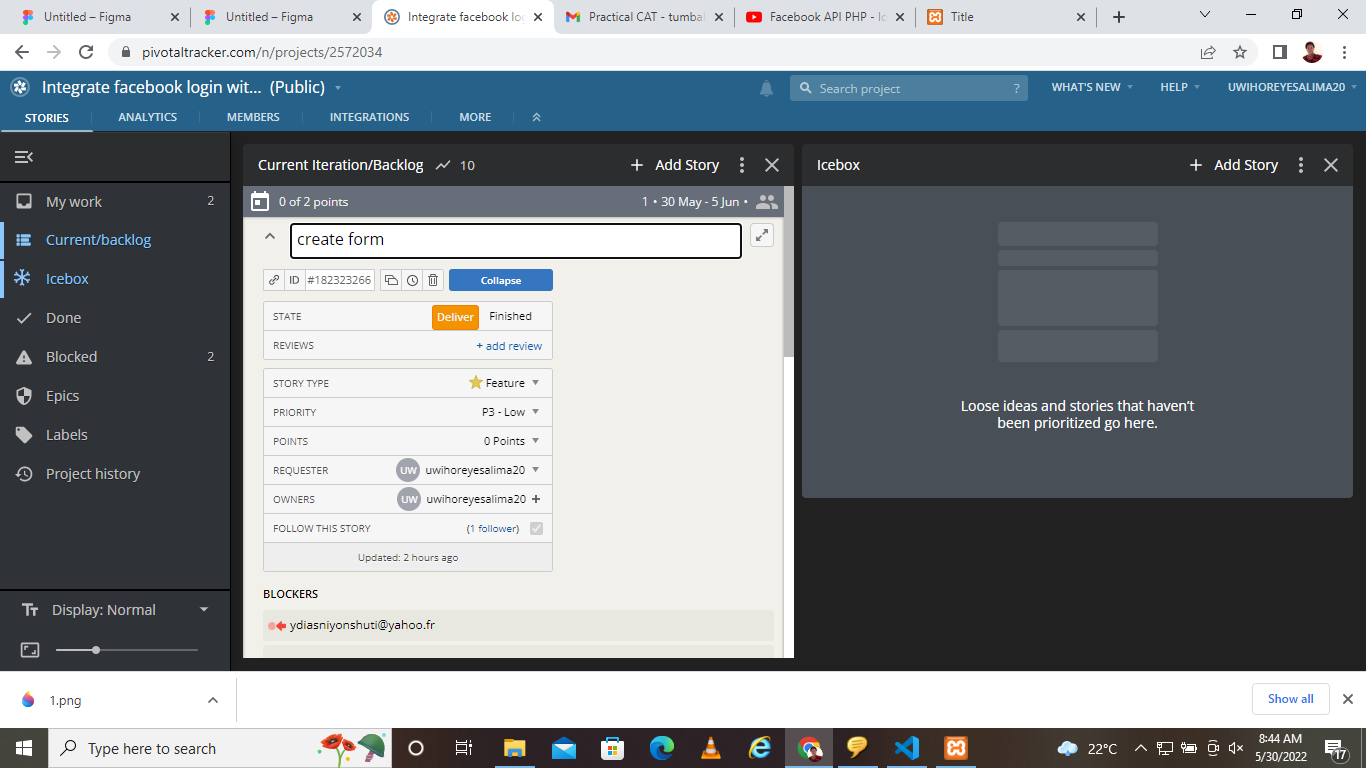 Untitled – Figma
Untitled – Figma
Integrate facebook lo
Practical CAT - tumba
Facebook API PHP - Ic
Title
pivotaltracker.com/n/projects/2572034
Integrate facebook login wit... (Public)
Search project ?
WHAT'S NEW
HELP
UWIHOREYESALIMA20
STORIES
ANALYTICS
MEMBERS
INTEGRATIONS
MORE
My work 2
Current/backlog
Icebox
Done
Blocked 2
Epics
Labels
Project history
Display: Normal
Current Iteration/Backlog 10
+ Add Story
0 of 2 points
1 • 30 May - 5 Jun •
create form
ID #182323266
Collapse
STATE Deliver Finished
REVIEWS + add review
STORY TYPE Feature
PRIORITY P3 - Low
POINTS 0 Points
REQUESTER UW uwihoreyesalima20
OWNERS UW uwihoreyesalima20 +
FOLLOW THIS STORY (1 follower)
Updated: 2 hours ago
BLOCKERS
ydiasniyonshuti@yahoo.fr
Icebox
+ Add Story
Loose ideas and stories that haven't
been prioritized go here.
1.png
Show all
Type here to search
22°C
8:44 AM
5/30/2022
17